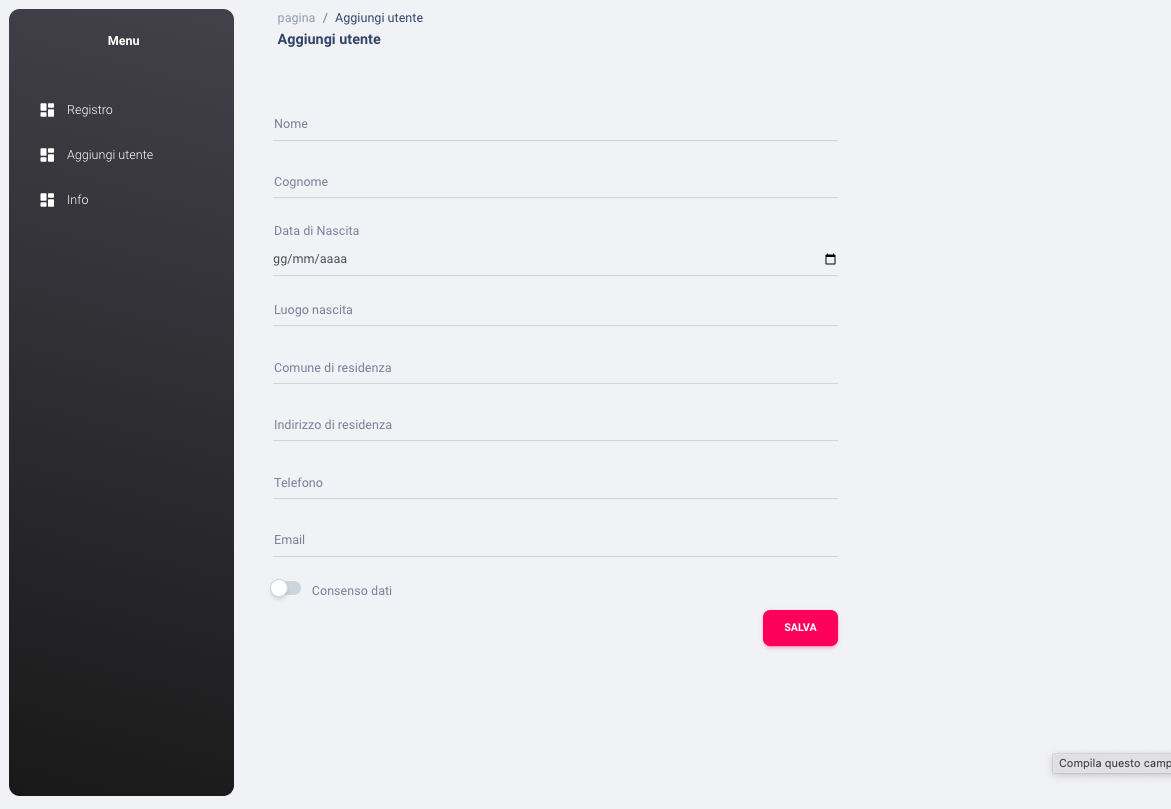 Menu
Registro
Aggiungi utente
Info
pagina / Aggiungi utente
Aggiungi utente
Nome
Cognome
Data di Nascita
gg/mm/aaaa
Luogo nascita
Comune di residenza
Indirizzo di residenza
Telefono
Email
Consenso dati
SALVA
Compila questo camp